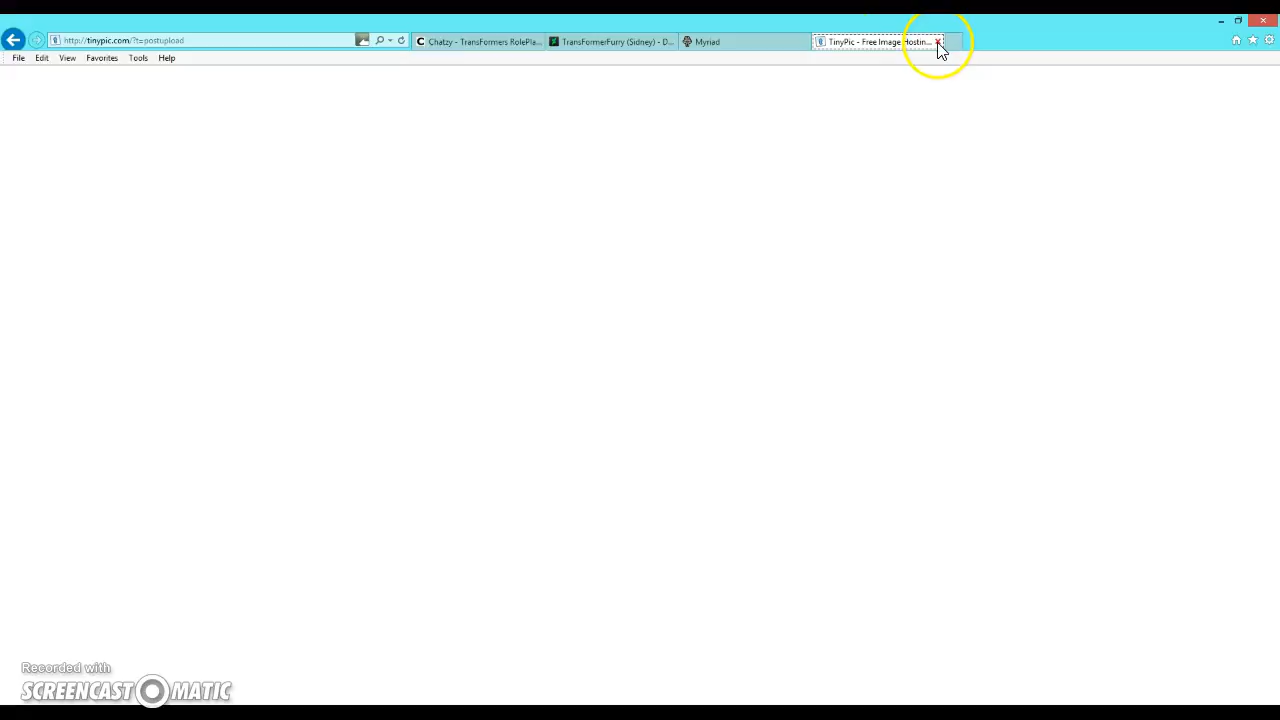 http://tinypic.com/?t=postupload
Chatzy - TransFormers RolePla...
TransFormerFurry (Sidney) - D...
Myriad
TinyPic - Free Image Hostin...
File Edit View Favorites Tools Help
Recorded with
SCREENCAST-O-MATIC